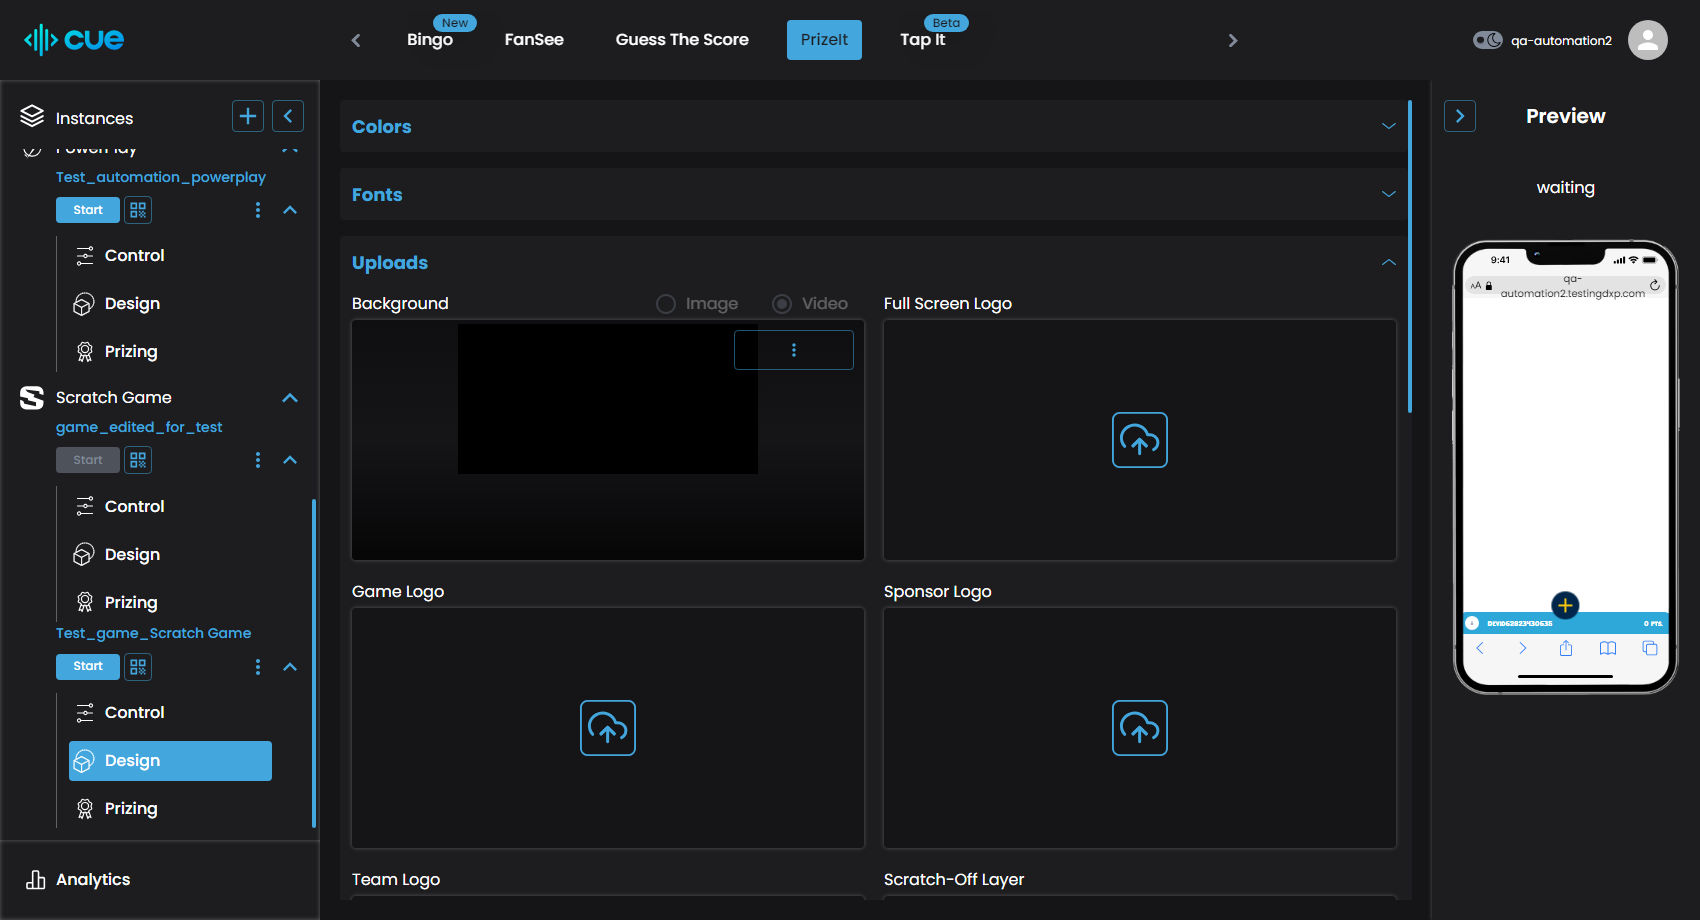 cue
Bingo
New
FanSee
Guess The Score
PrizeIt
Tap It
Beta
qa-automation2
Instances
PowerPlay
Test_automation_powerplay
Start
Control
Design
Prizing
Scratch Game
game_edited_for_test
Start
Control
Design
Prizing
Test_game_Scratch Game
Start
Control
Design
Prizing
Analytics
Colors
Fonts
Uploads
Background
Image
Video
Full Screen Logo
Game Logo
Sponsor Logo
Team Logo
Scratch-Off Layer
Preview
waiting
9:41
AA
qa-
automation2.testingdxp.com
0 PTS.